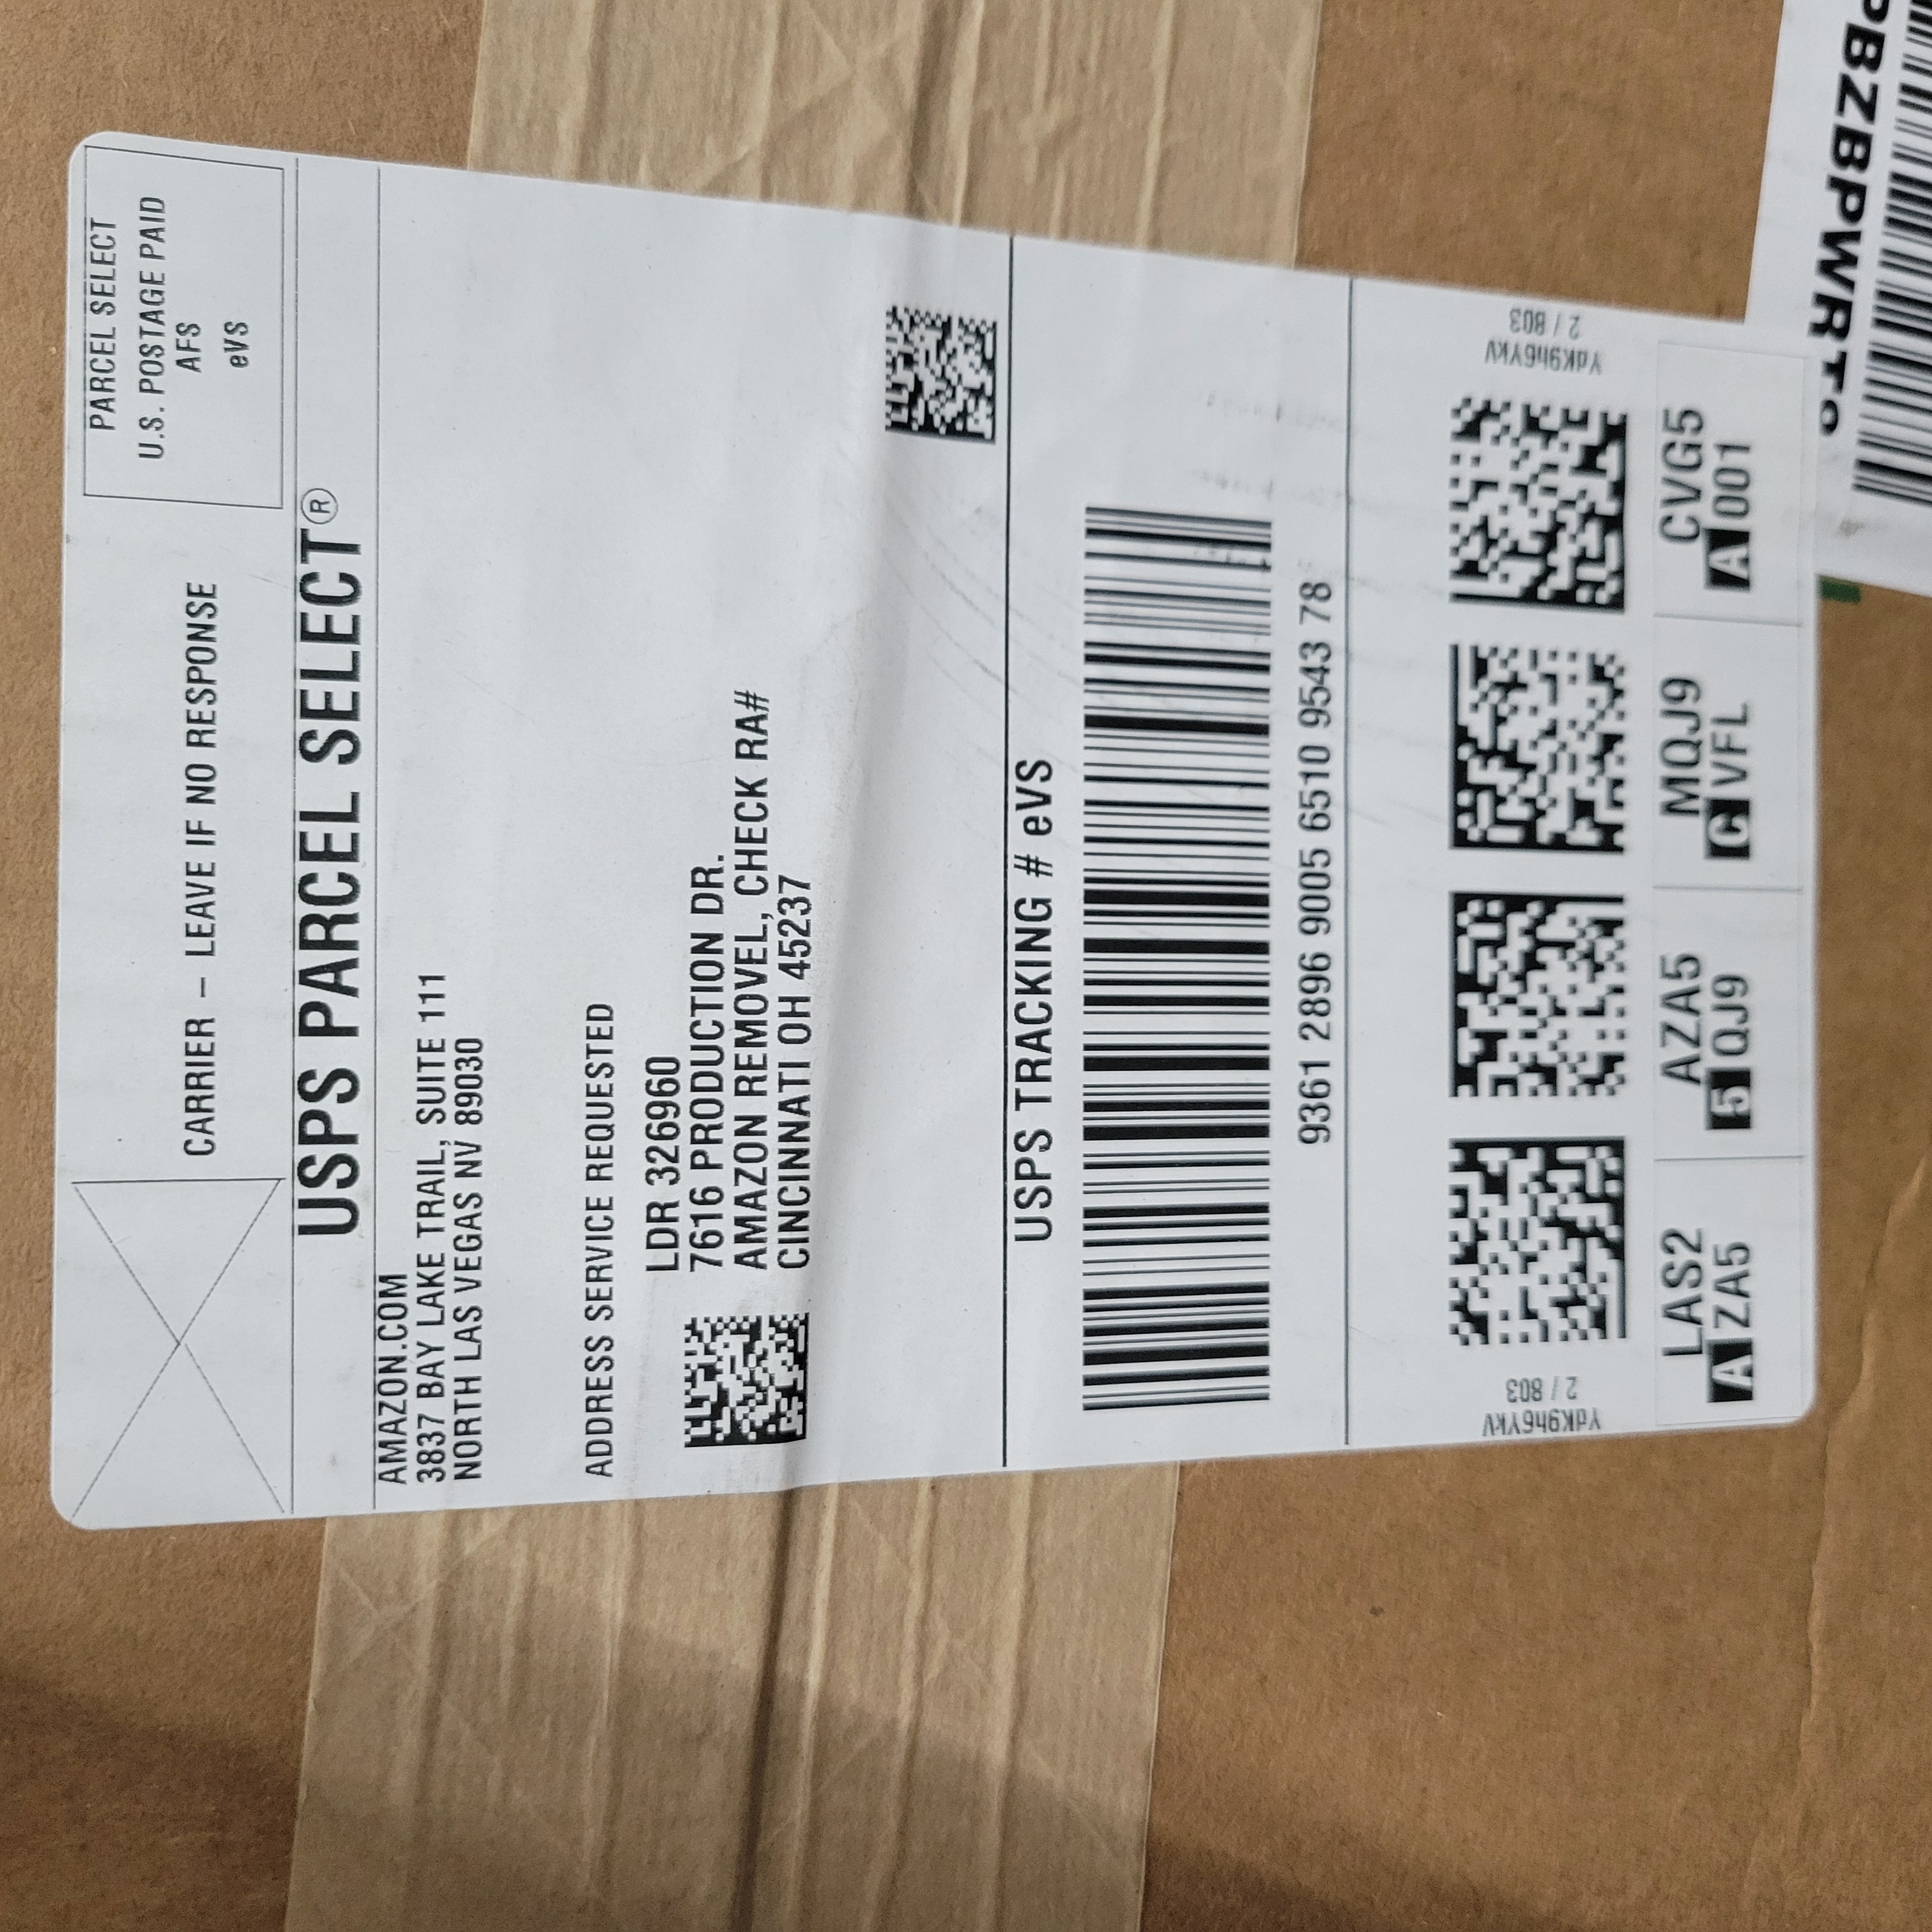 PARCEL SELECT
U.S. POSTAGE PAID
AFS
eVS
CARRIER – LEAVE IF NO RESPONSE
USPS PARCEL SELECT®
AMAZON.COM
3837 BAY LAKE TRAIL, SUITE 111
NORTH LAS VEGAS NV 89030
ADDRESS SERVICE REQUESTED
LDR 326960
7616 PRODUCTION DR.
AMAZON REMOVEL, CHECK RA#
CINCINNATI OH 45237
USPS TRACKING # eVS
9361 2896 9005 6510 9543 78
YdK9h6YkV
2 / 803
YdK9h6YkV
2 / 803
LAS2
A ZA5
AZA5
5 QJ9
MQJ9
C VFL
CVG5
A 001